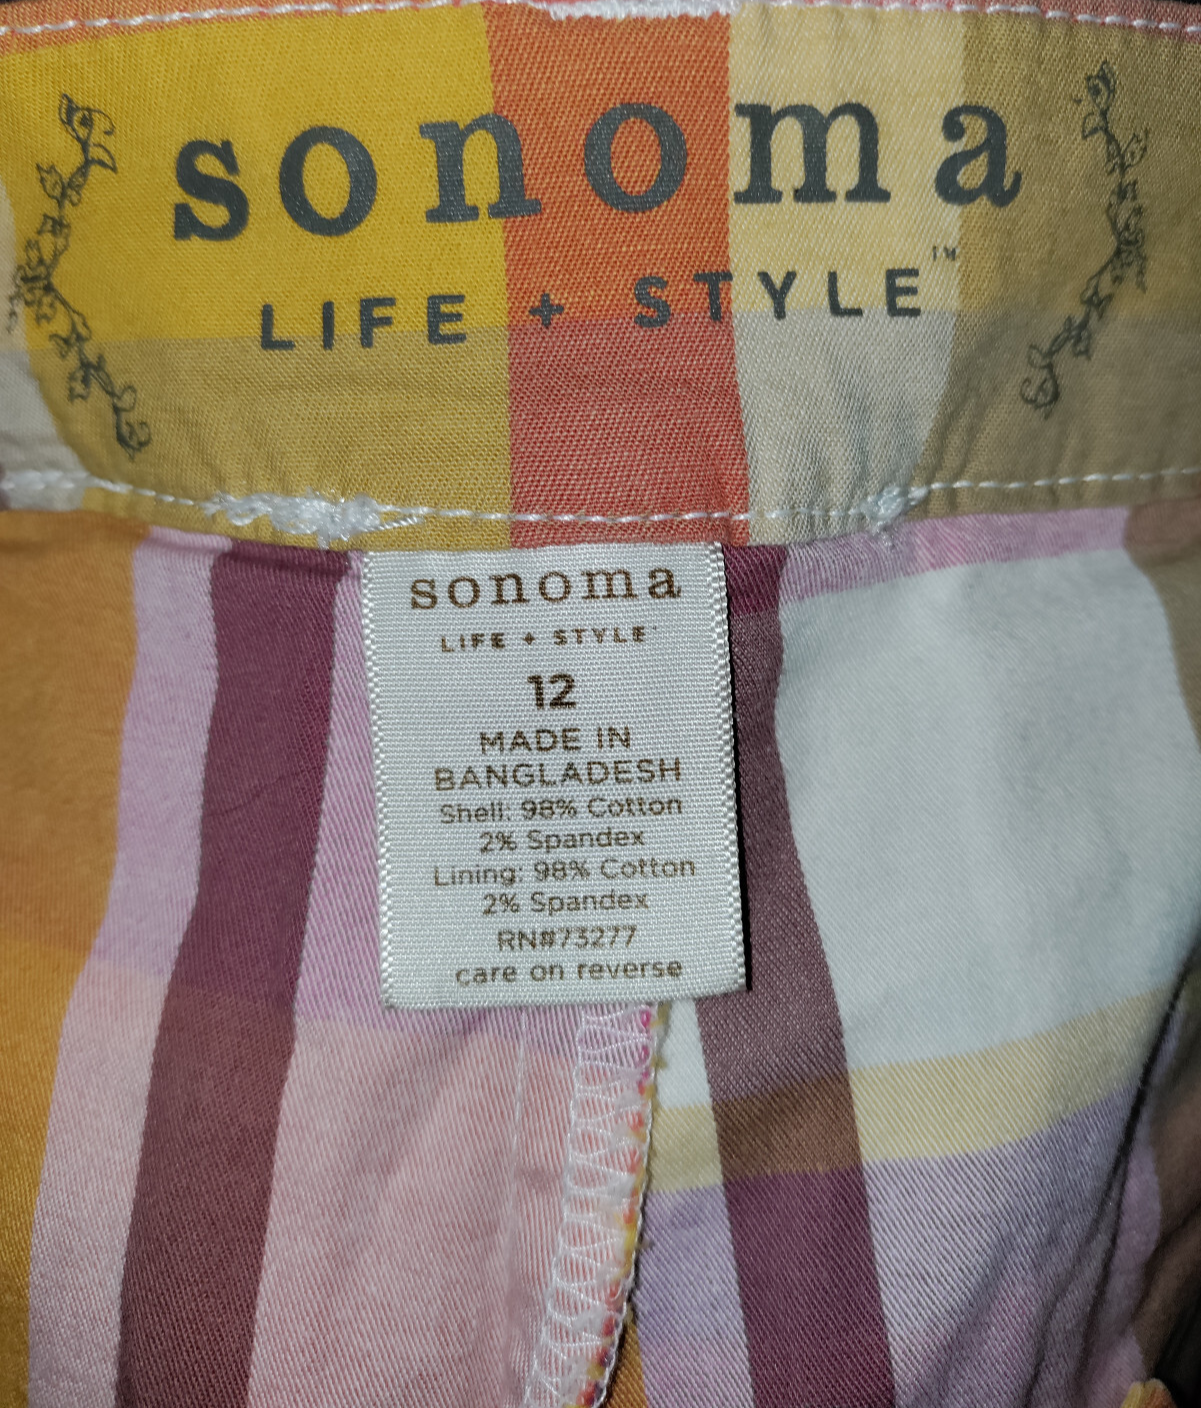 sonoma
LIFE + STYLE™
sonoma
LIFE + STYLE
12
MADE IN
BANGLADESH
Shell: 98% Cotton
2% Spandex
Lining: 98% Cotton
2% Spandex
RN#73277
care on reverse